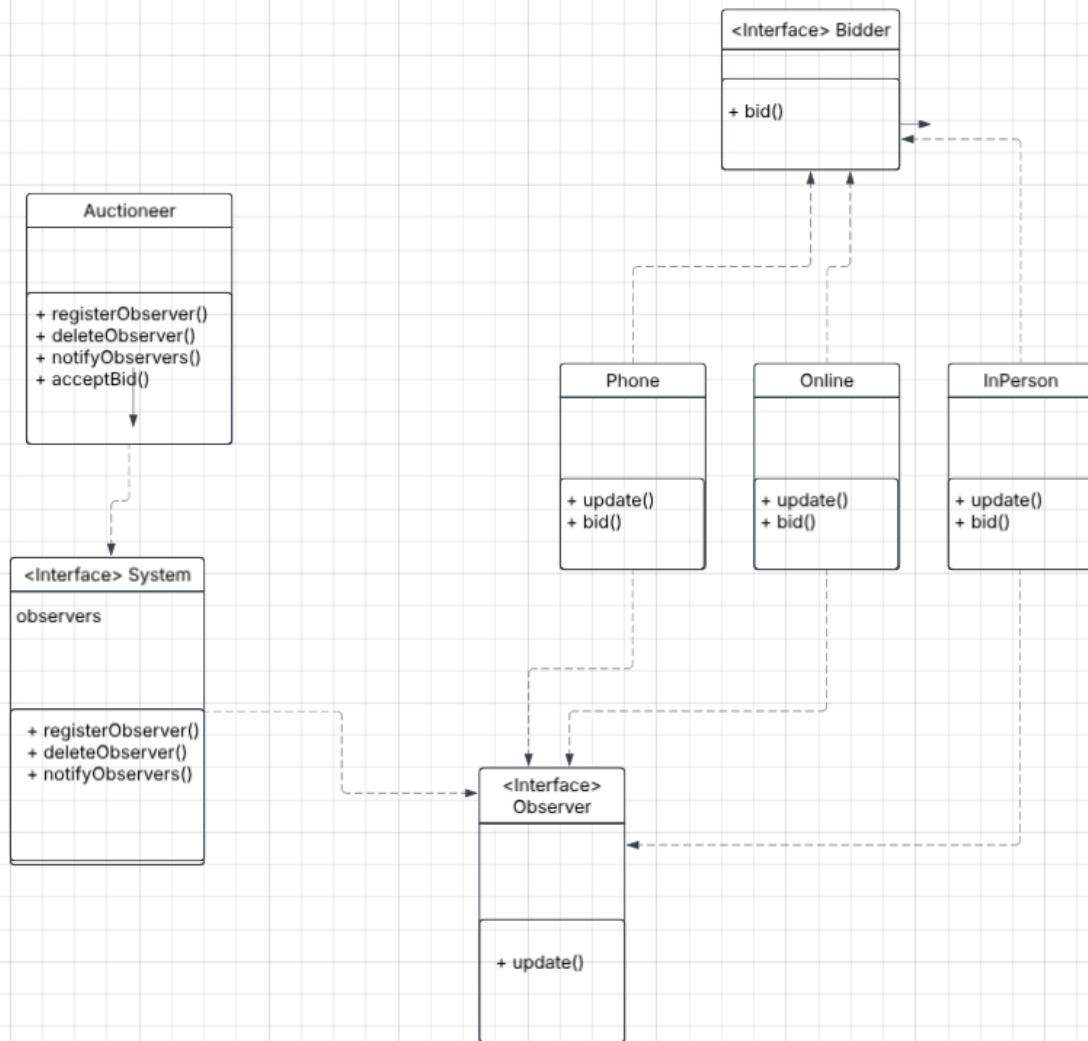 <Interface> Bidder
+ bid()
Auctioneer
+ registerObserver()
+ deleteObserver()
+ notifyObservers()
+ acceptBid()
Phone
+ update()
+ bid()
Online
+ update()
+ bid()
InPerson
+ update()
+ bid()
<Interface> System
observers
+ registerObserver()
+ deleteObserver()
+ notifyObservers()
<Interface>
Observer
+ update()